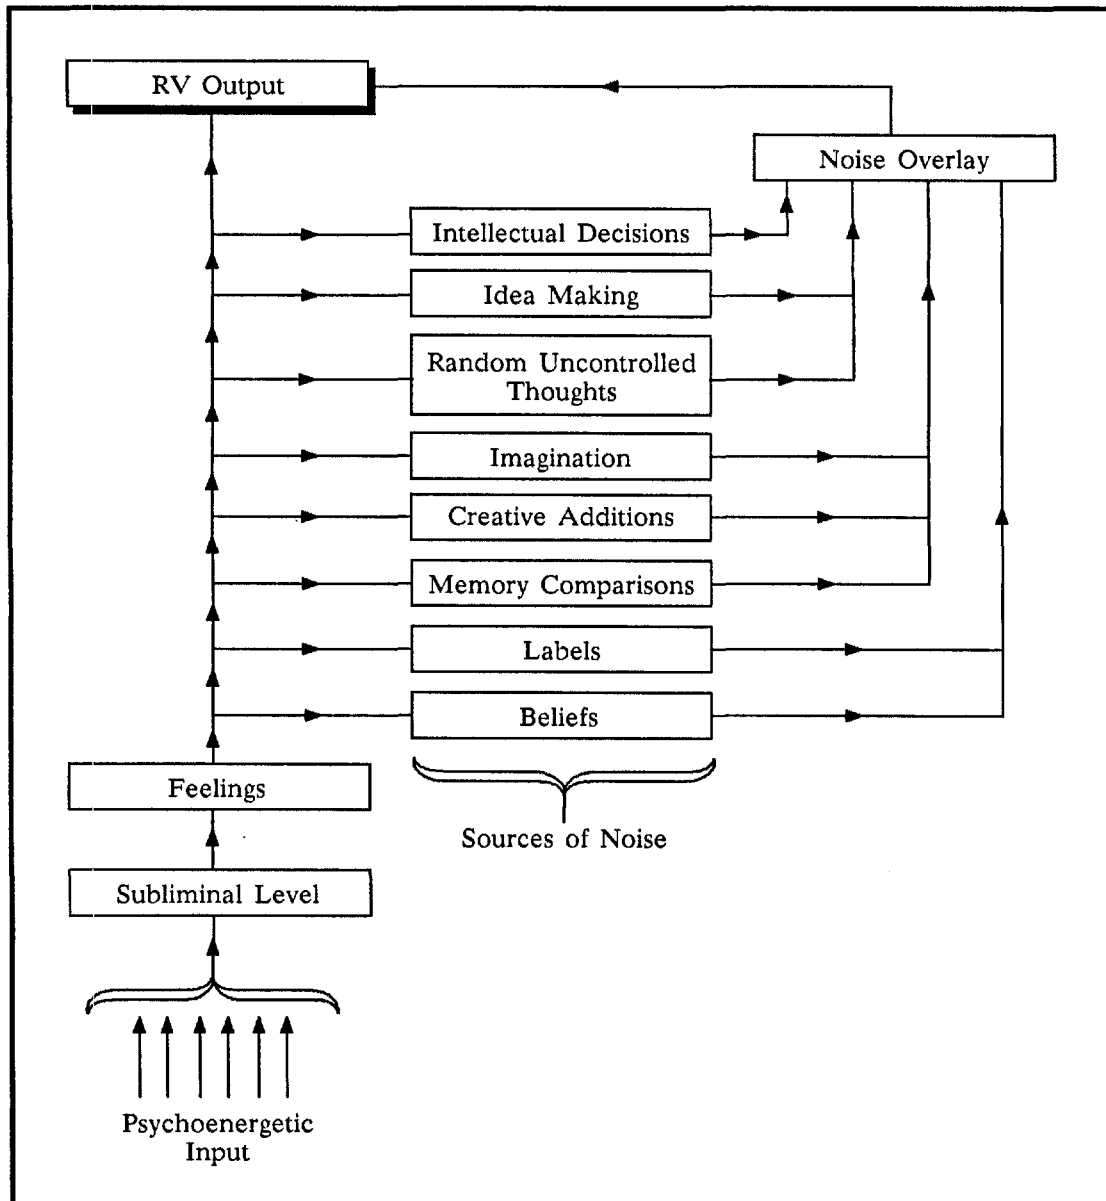 RV Output
Noise Overlay
Intellectual Decisions
Idea Making
Random Uncontrolled
Thoughts
Imagination
Creative Additions
Memory Comparisons
Labels
Beliefs
Feelings
Sources of Noise
Subliminal Level
Psychoenergetic
Input